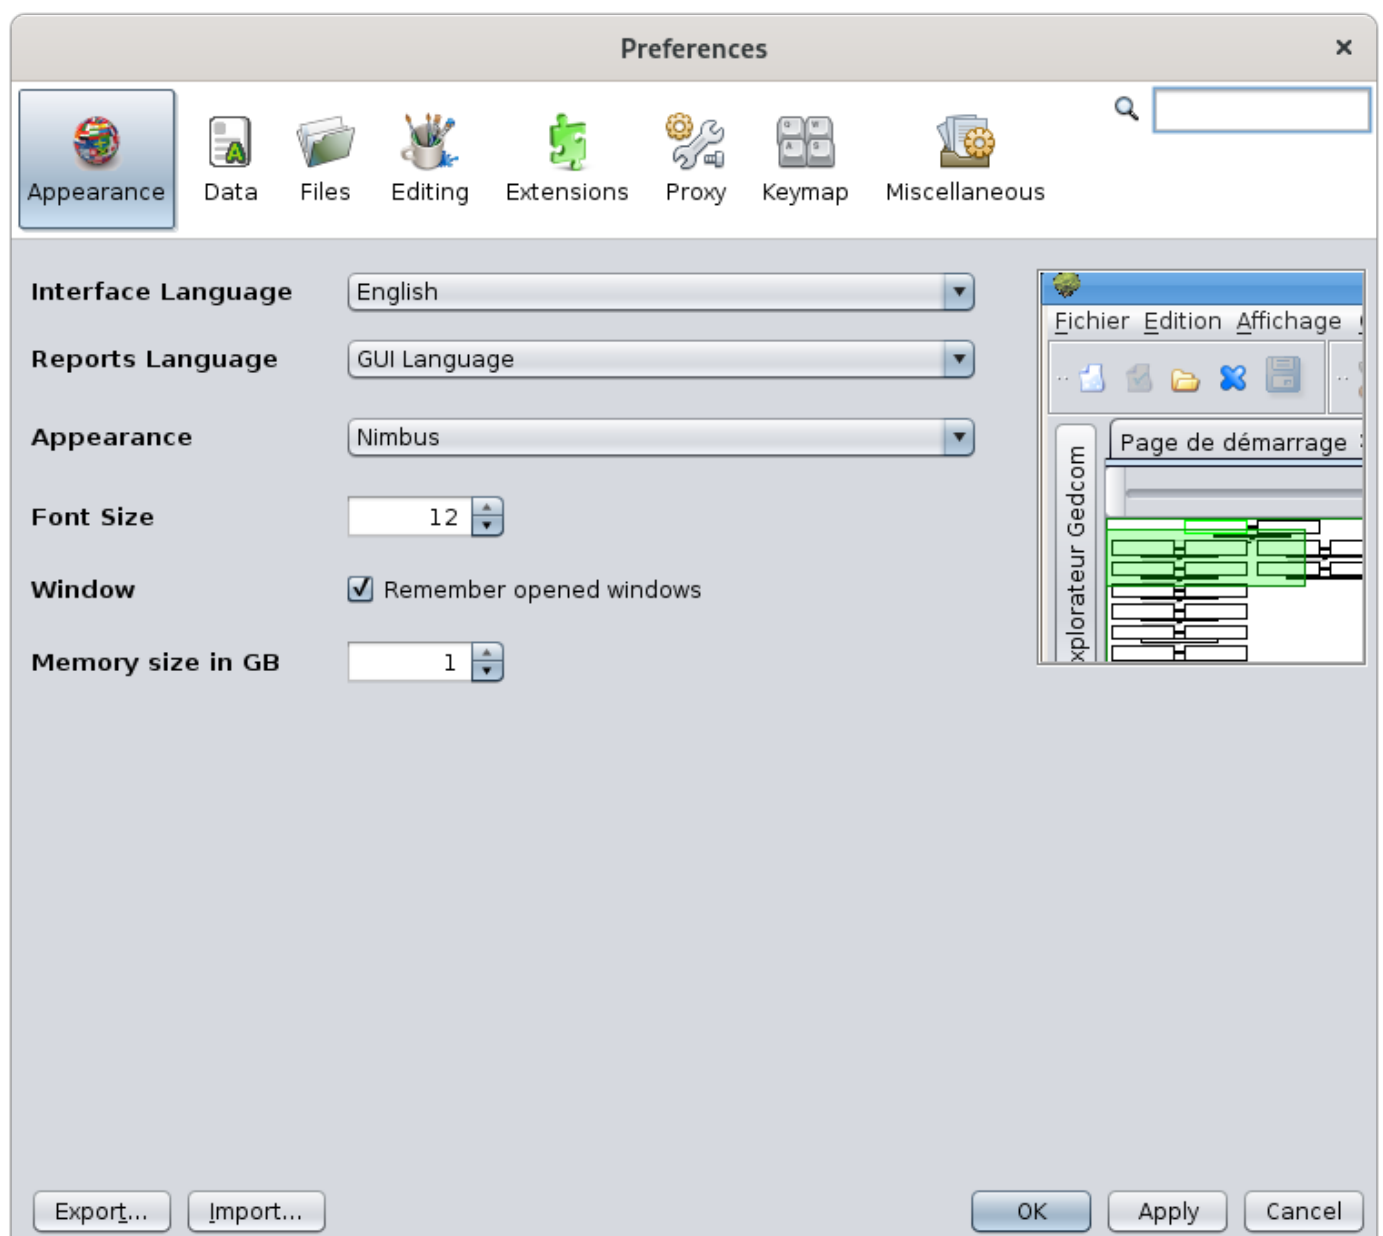 Preferences
Appearance
Data
Files
Editing
Extensions
Proxy
Keymap
Miscellaneous
Interface Language
English
Reports Language
GUI Language
Appearance
Nimbus
Font Size
12
Window
Remember opened windows
Memory size in GB
1
Fichier Edition Affichage
Page de démarrage
xplorateur Gedcom
Export...
Import...
OK
Apply
Cancel